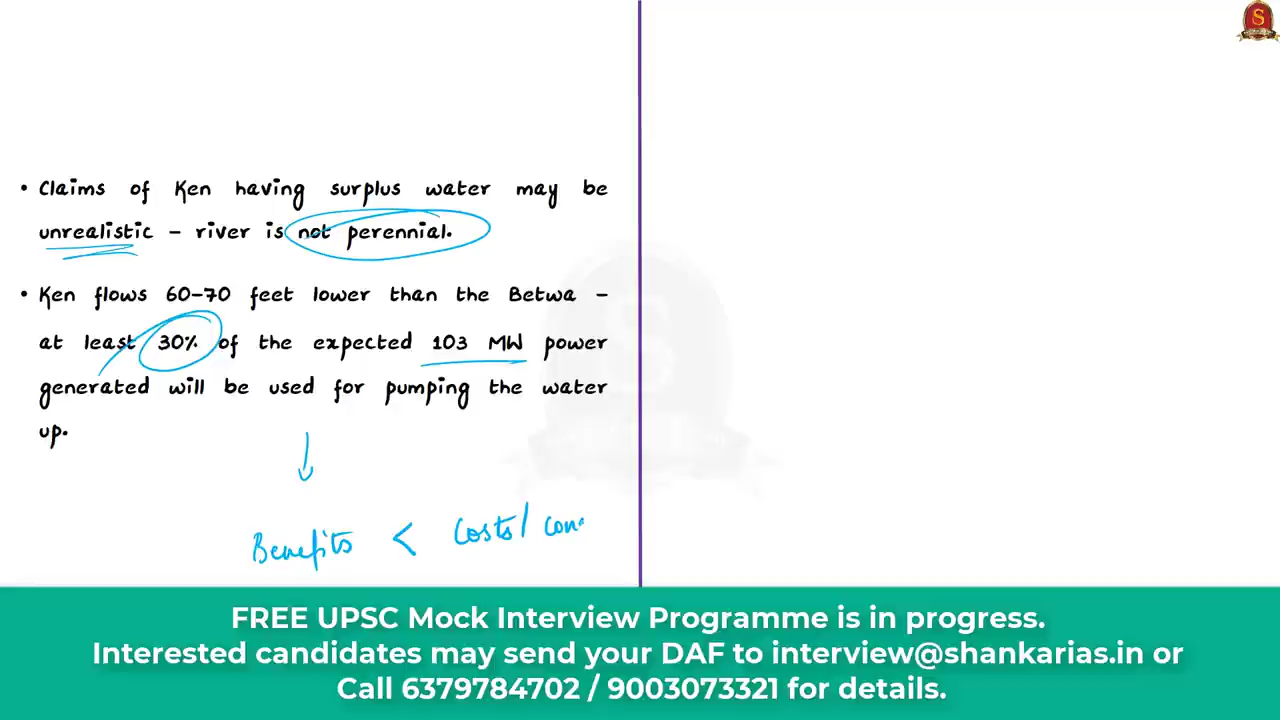 • Claims of Ken having surplus water may be
unrealistic – river is not perennial.
• Ken flows 60–70 feet lower than the Betwa –
at least 30% of the expected 103 MW power
generated will be used for pumping the water
up.
Benefits < Costs/ con
FREE UPSC Mock Interview Programme is in progress.
Interested candidates may send your DAF to interview@shankarias.in or
Call 6379784702 / 9003073321 for details.